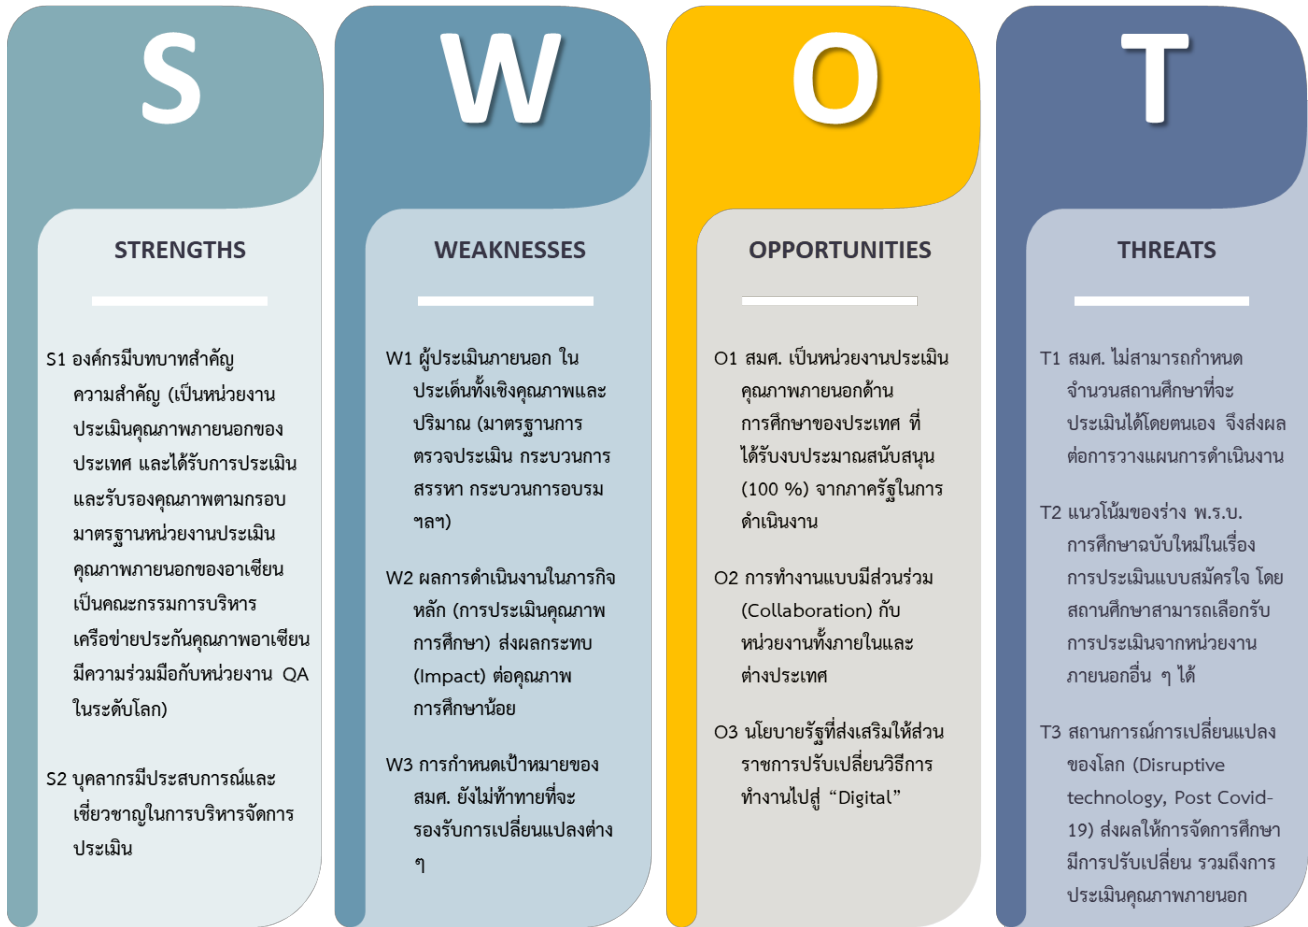 S
STRENGTHS
S1 องค์กรมีบทบาทสำคัญ
ความสำคัญ (เป็นหน่วยงาน
ประเมินคุณภาพภายนอกของ
ประเทศ และได้รับการประเมิน
และรับรองคุณภาพตามกรอบ
มาตรฐานหน่วยงานประเมิน
คุณภาพภายนอกของอาเซียน
เป็นคณะกรรมการบริหาร
เครือข่ายประกันคุณภาพอาเซียน
มีความร่วมมือกับหน่วยงาน QA
ในระดับโลก)
S2 บุคลากรมีประสบการณ์และ
เชี่ยวชาญในการบริหารจัดการ
ประเมิน
W
WEAKNESSES
W1 ผู้ประเมินภายนอก ใน
ประเด็นทั้งเชิงคุณภาพและ
ปริมาณ (มาตรฐานการ
ตรวจประเมิน กระบวนการ
สรรหา กระบวนการอบรม
ฯลฯ)
W2 ผลการดำเนินงานในภารกิจ
หลัก (การประเมินคุณภาพ
การศึกษา) ส่งผลกระทบ
(Impact) ต่อคุณภาพ
การศึกษาน้อย
W3 การกำหนดเป้าหมายของ
สมศ. ยังไม่ท้าทายที่จะ
รองรับการเปลี่ยนแปลงต่าง
ๆ
O
OPPORTUNITIES
O1 สมศ. เป็นหน่วยงานประเมิน
คุณภาพภายนอกด้าน
การศึกษาของประเทศ ที่
ได้รับงบประมาณสนับสนุน
(100 %) จากภาครัฐในการ
ดำเนินงาน
O2 การทำงานแบบมีส่วนร่วม
(Collaboration) กับ
หน่วยงานทั้งภายในและ
ต่างประเทศ
O3 นโยบายรัฐที่ส่งเสริมให้ส่วน
ราชการปรับเปลี่ยนวิธีการ
ทำงานไปสู่ “Digital”
T
THREATS
T1 สมศ. ไม่สามารถกำหนด
จำนวนสถานศึกษาที่จะ
ประเมินได้โดยตนเอง จึงส่งผล
ต่อการวางแผนการดำเนินงาน
T2 แนวโน้มของร่าง พ.ร.บ.
การศึกษาฉบับใหม่ในเรื่อง
การประเมินแบบสมัครใจ โดย
สถานศึกษาสามารถเลือกรับ
การประเมินจากหน่วยงาน
ภายนอกอื่น ๆ ได้
T3 สถานการณ์การเปลี่ยนแปลง
ของโลก (Disruptive
technology, Post Covid-
19) ส่งผลให้การจัดการศึกษา
มีการปรับเปลี่ยน รวมถึงการ
ประเมินคุณภาพภายนอก